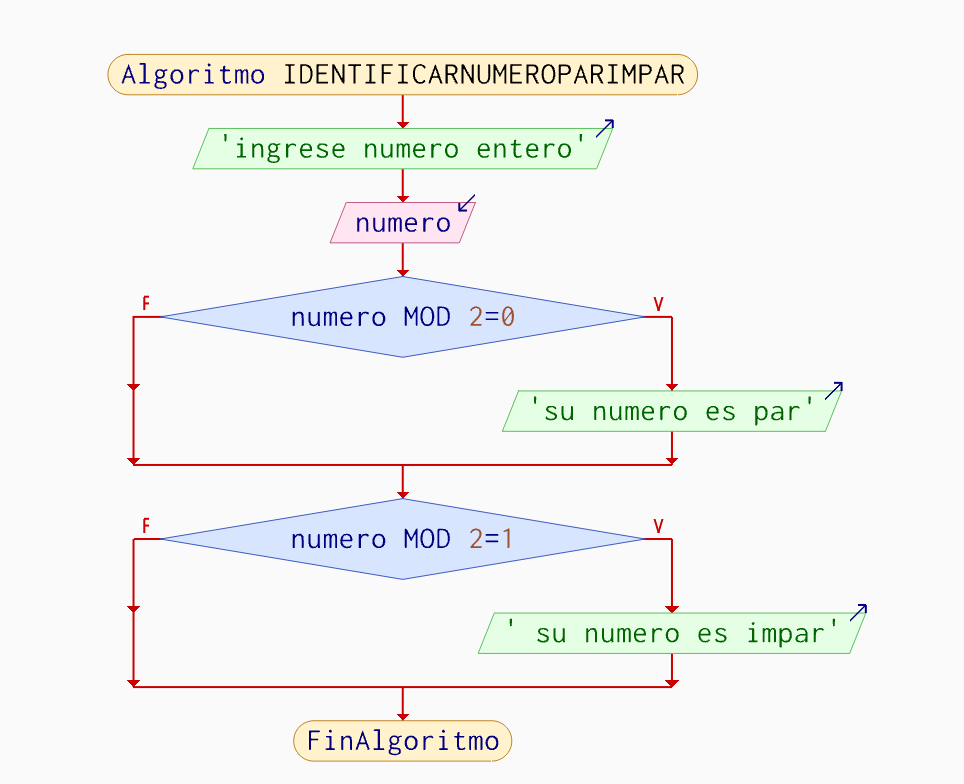 Algoritmo IDENTIFICARNUMEROPARIMPAR
'ingrese numero entero'
numero
F
V
numero MOD 2=0
'su numero es par'
F
V
numero MOD 2=1
' su numero es impar'
FinAlgoritmo